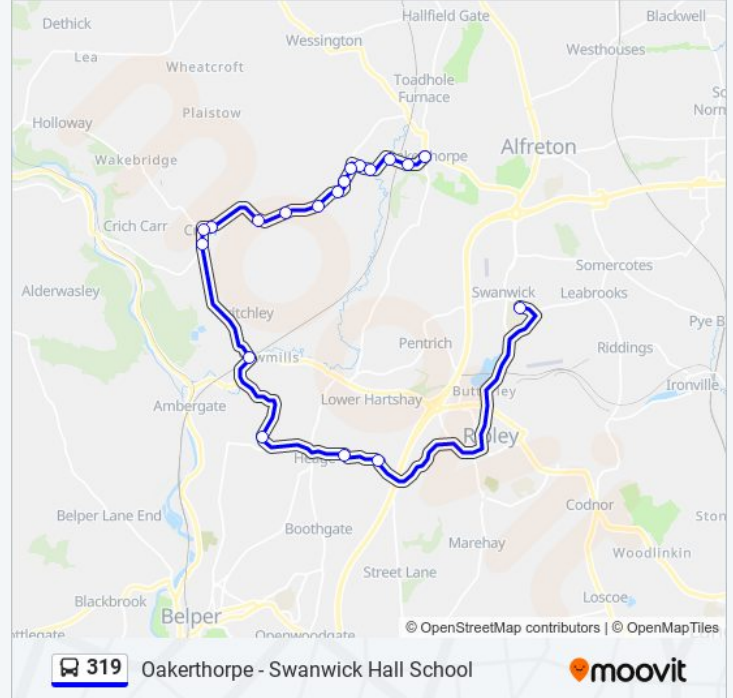 Dethick
Hallfield Gate
Blackwell
Wessington
Lea
Westhouses
Wheatcroft
Toadhole
Furnace
Plaistow
Holloway
Alfreton
Wakebridge
Crich Carr
Somercotes
Alderwasley
Swanwick
Leabrooks
Pentrich
Riddings
Ambergate
Lower Hartshay
Ironville
Ripley
Codnor
Belper Lane End
Boothgate
Marehay
Woodlinkin
Street Lane
Blackbrook
Loscoe
Belper
Openwoodgate
© OpenStreetMap contributors | © OpenMapTiles
319 Oakerthorpe - Swanwick Hall School
moovit